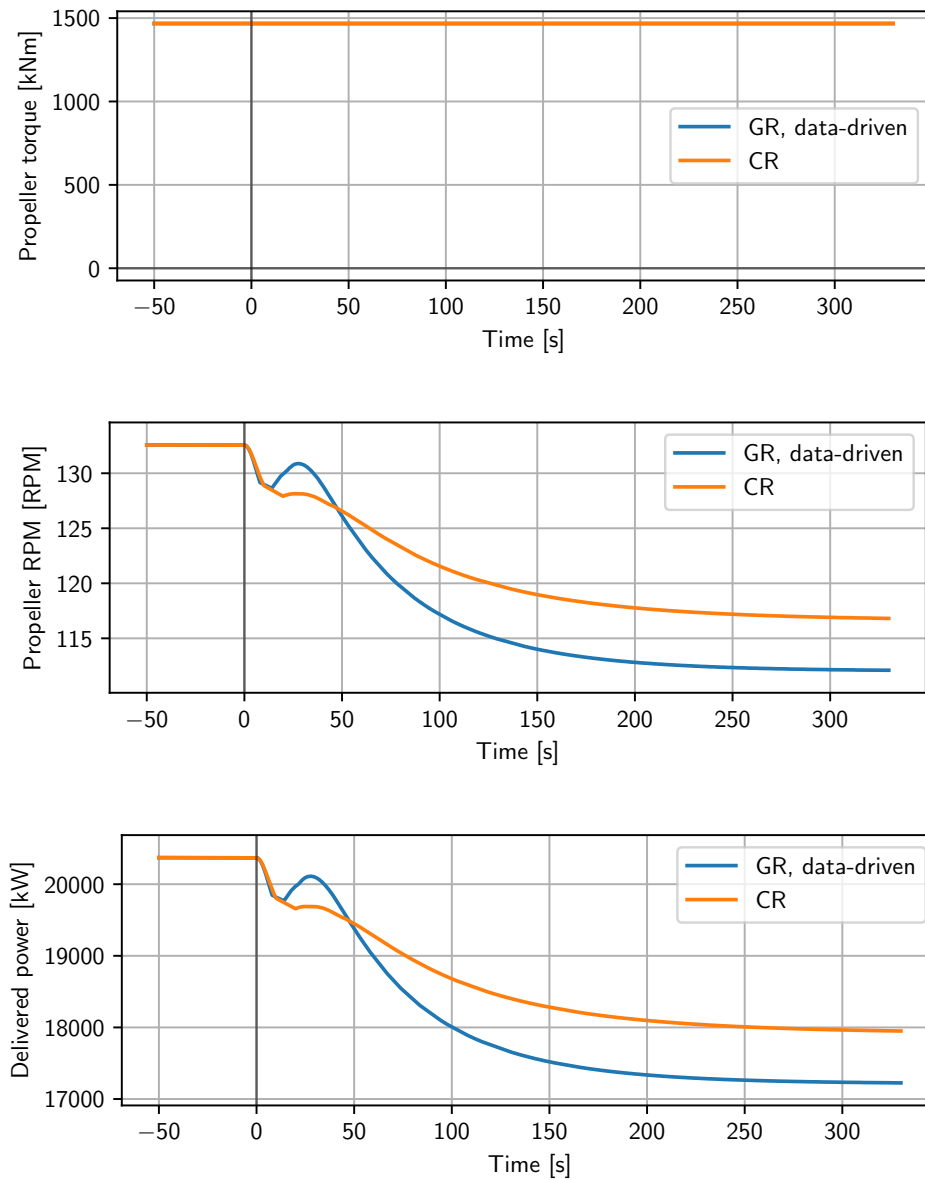 1500
1000
500
0
Propeller torque [kNm]
GR, data-driven
CR
−50 0 50 100 150 200 250 300
Time [s]
130
125
120
115
Propeller RPM [RPM]
GR, data-driven
CR
−50 0 50 100 150 200 250 300
Time [s]
20000
19000
18000
17000
Delivered power [kW]
GR, data-driven
CR
−50 0 50 100 150 200 250 300
Time [s]